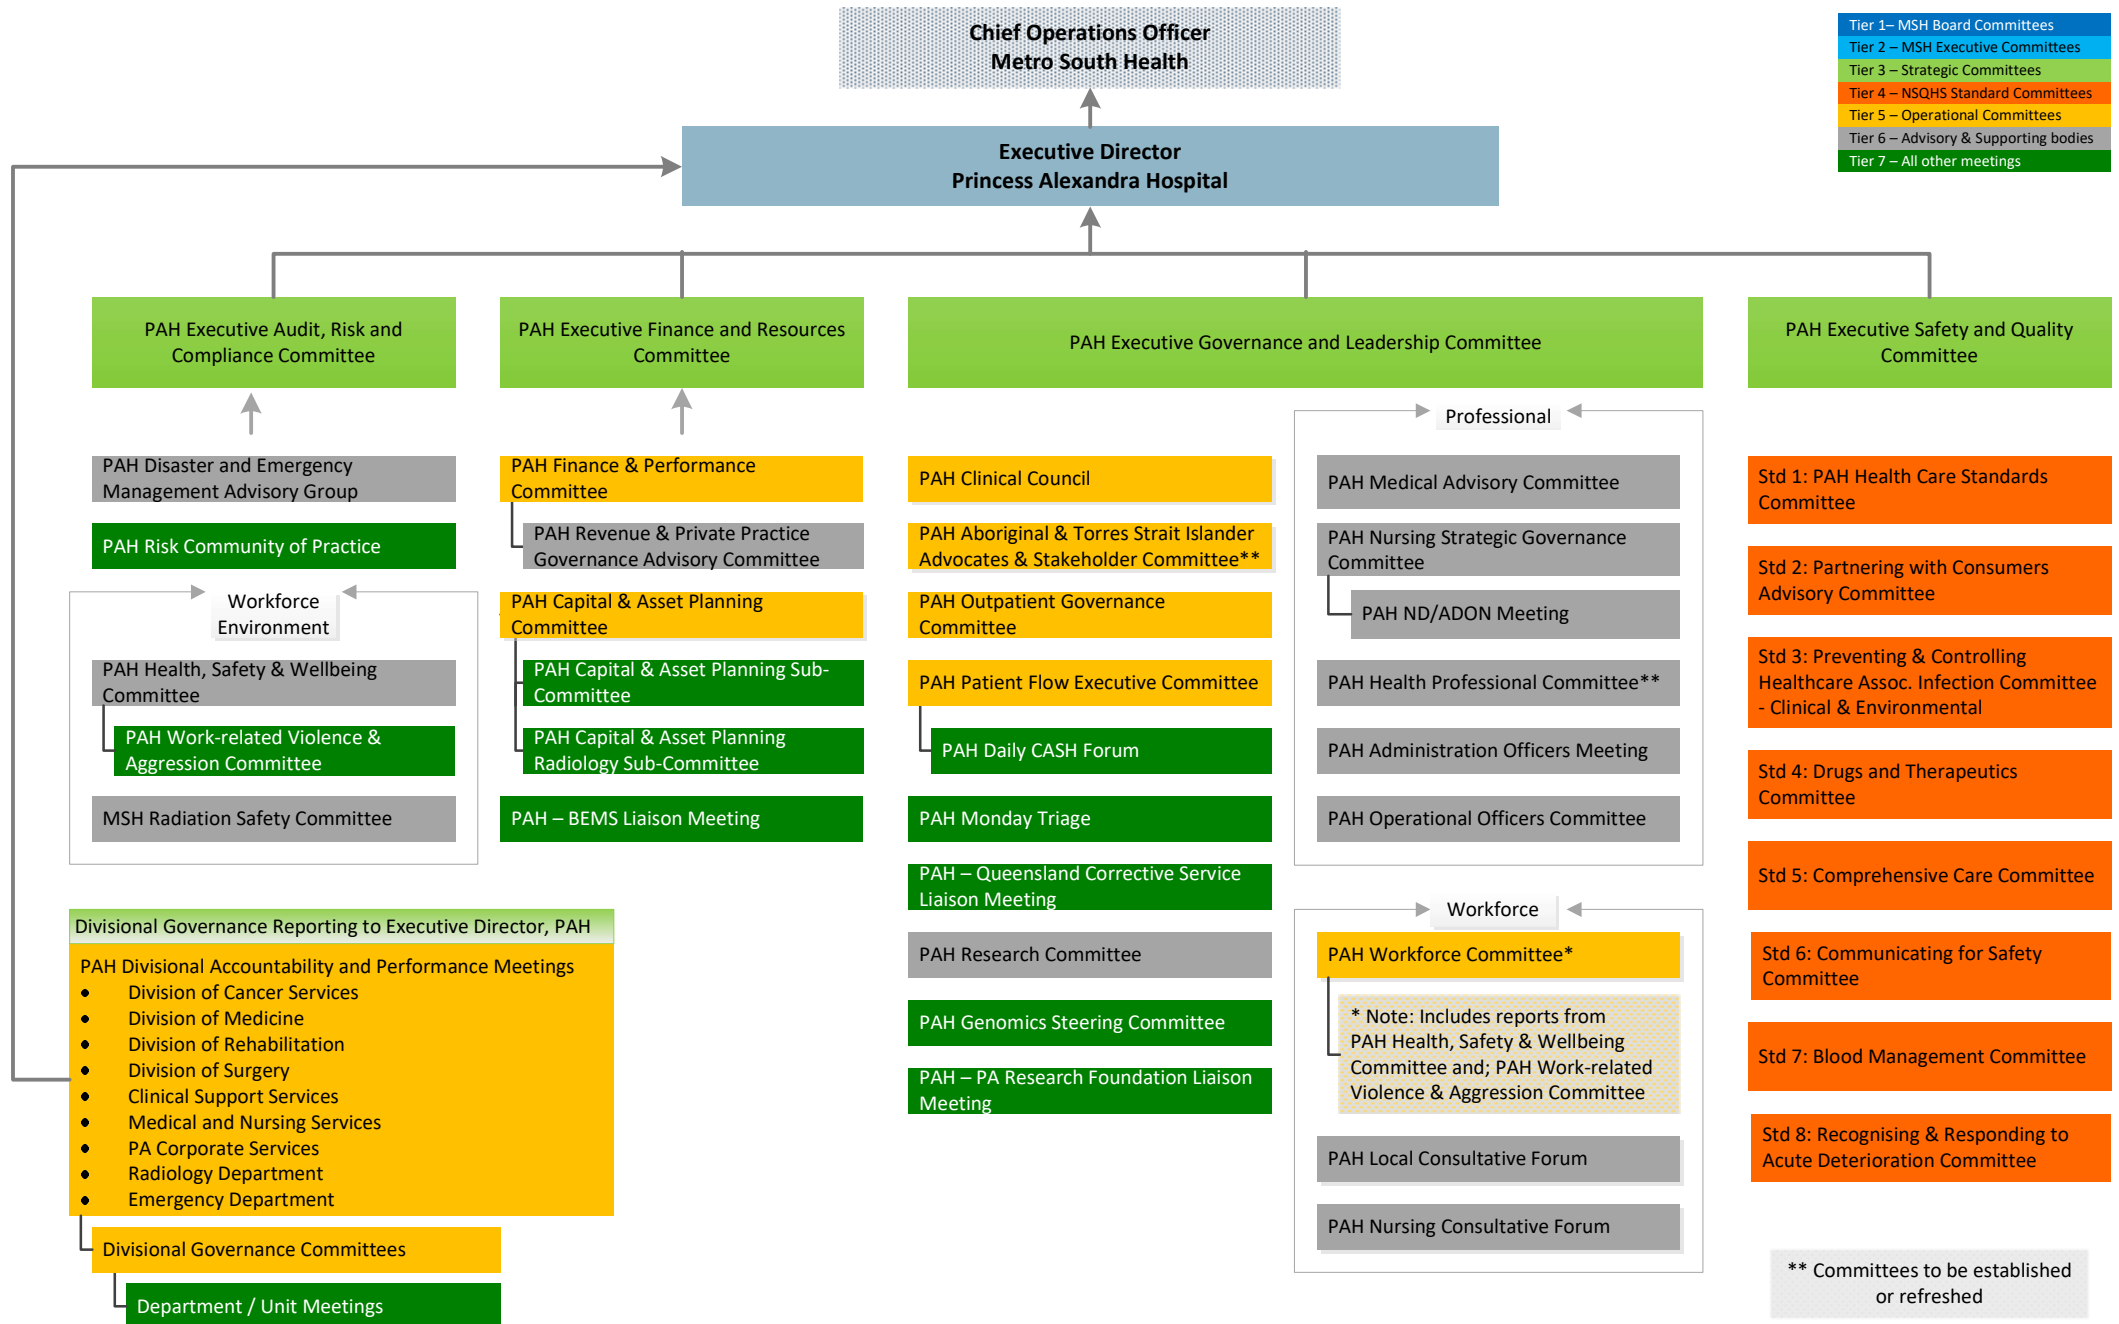 Chief Operations Officer
Metro South Health
Tier 1– MSH Board Committees
Tier 2 – MSH Executive Committees
Tier 3 – Strategic Committees
Tier 4 – NSQHS Standard Committees
Tier 5 – Operational Committees
Tier 6 – Advisory & Supporting bodies
Tier 7 – All other meetings
Executive Director
Princess Alexandra Hospital
PAH Executive Audit, Risk and
Compliance Committee
PAH Disaster and Emergency
Management Advisory Group
PAH Risk Community of Practice
Workforce
Environment
PAH Health, Safety & Wellbeing
Committee
PAH Work-related Violence &
Aggression Committee
MSH Radiation Safety Committee
PAH Executive Finance and Resources
Committee
PAH Finance & Performance
Committee
PAH Revenue & Private Practice
Governance Advisory Committee
PAH Capital & Asset Planning
Committee
PAH Capital & Asset Planning Sub-
Committee
PAH Capital & Asset Planning
Radiology Sub-Committee
PAH – BEMS Liaison Meeting
PAH Executive Governance and Leadership Committee
PAH Clinical Council
PAH Aboriginal & Torres Strait Islander
Advocates & Stakeholder Committee**
PAH Outpatient Governance
Committee
PAH Patient Flow Executive Committee
PAH Daily CASH Forum
PAH Monday Triage
PAH – Queensland Corrective Service
Liaison Meeting
PAH Research Committee
PAH Genomics Steering Committee
PAH – PA Research Foundation Liaison
Meeting
Professional
PAH Medical Advisory Committee
PAH Nursing Strategic Governance
Committee
PAH ND/ADON Meeting
PAH Health Professional Committee**
PAH Administration Officers Meeting
PAH Operational Officers Committee
Workforce
PAH Workforce Committee*
* Note: Includes reports from
PAH Health, Safety & Wellbeing
Committee and; PAH Work-related
Violence & Aggression Committee
PAH Local Consultative Forum
PAH Nursing Consultative Forum
PAH Executive Safety and Quality
Committee
Std 1: PAH Health Care Standards
Committee
Std 2: Partnering with Consumers
Advisory Committee
Std 3: Preventing & Controlling
Healthcare Assoc. Infection Committee
- Clinical & Environmental
Std 4: Drugs and Therapeutics
Committee
Std 5: Comprehensive Care Committee
Std 6: Communicating for Safety
Committee
Std 7: Blood Management Committee
Std 8: Recognising & Responding to
Acute Deterioration Committee
Divisional Governance Reporting to Executive Director, PAH
PAH Divisional Accountability and Performance Meetings
• Division of Cancer Services
• Division of Medicine
• Division of Rehabilitation
• Division of Surgery
• Clinical Support Services
• Medical and Nursing Services
• PA Corporate Services
• Radiology Department
• Emergency Department
Divisional Governance Committees
Department / Unit Meetings
** Committees to be established
or refreshed